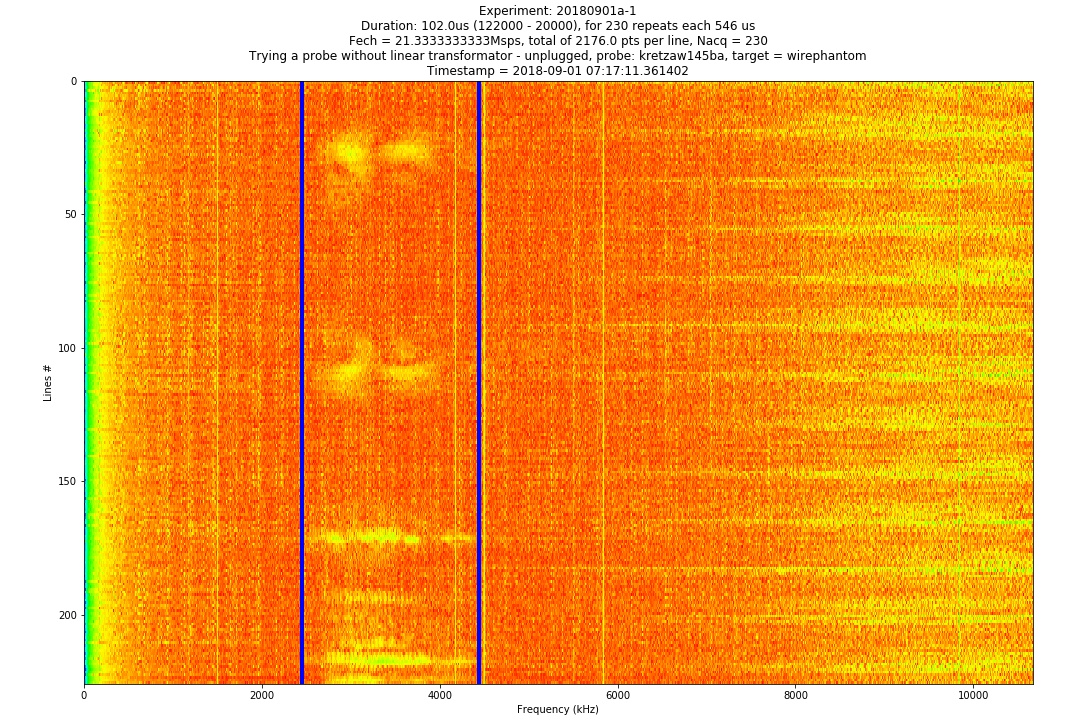 Experiment: 20180901a-1
Duration: 102.0us (122000 - 20000), for 230 repeats each 546 us
Fech = 21.3333333333Msps, total of 2176.0 pts per line, Nacq = 230
Trying a probe without linear transformator - unplugged, probe: kretzaw145ba, target = wirephantom
Timestamp = 2018-09-01 07:17:11.361402
0
50
100
Lines #
150
200
0 2000 4000 6000 8000 10000
Frequency (kHz)